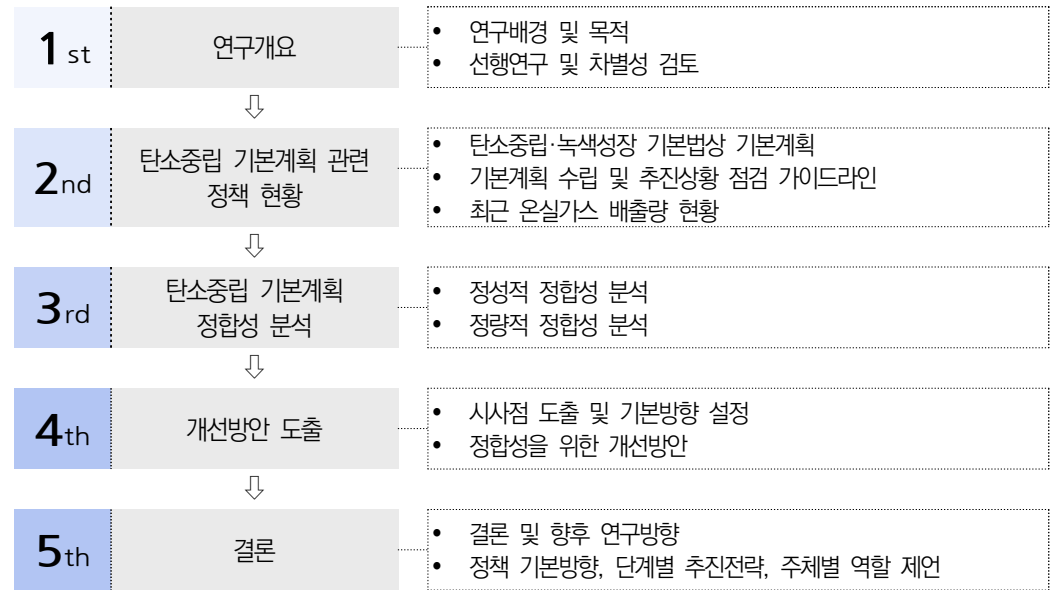 1 st
연구개요
• 연구배경 및 목적
• 선행연구 및 차별성 검토
⇩
2nd
탄소중립 기본계획 관련
정책 현황
• 탄소중립·녹색성장 기본법상 기본계획
• 기본계획 수립 및 추진상황 점검 가이드라인
• 최근 온실가스 배출량 현황
⇩
3rd
탄소중립 기본계획
정합성 분석
• 정성적 정합성 분석
• 정량적 정합성 분석
⇩
4th
개선방안 도출
• 시사점 도출 및 기본방향 설정
• 정합성을 위한 개선방안
⇩
5th
결론
• 결론 및 향후 연구방향
• 정책 기본방향, 단계별 추진전략, 주체별 역할 제언